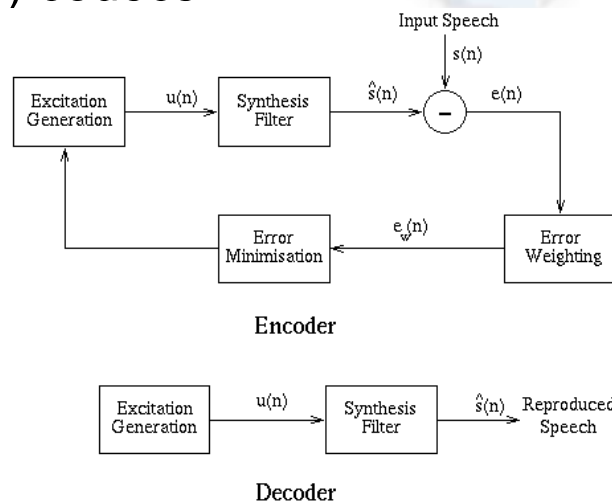 Input Speech
s(n)
Excitation
Generation
u(n)
Synthesis
Filter
ŝ(n)
-
e(n)
Error
Minimisation
e_w(n)
Error
Weighting
Encoder
Excitation
Generation
u(n)
Synthesis
Filter
ŝ(n)
Reproduced
Speech
Decoder